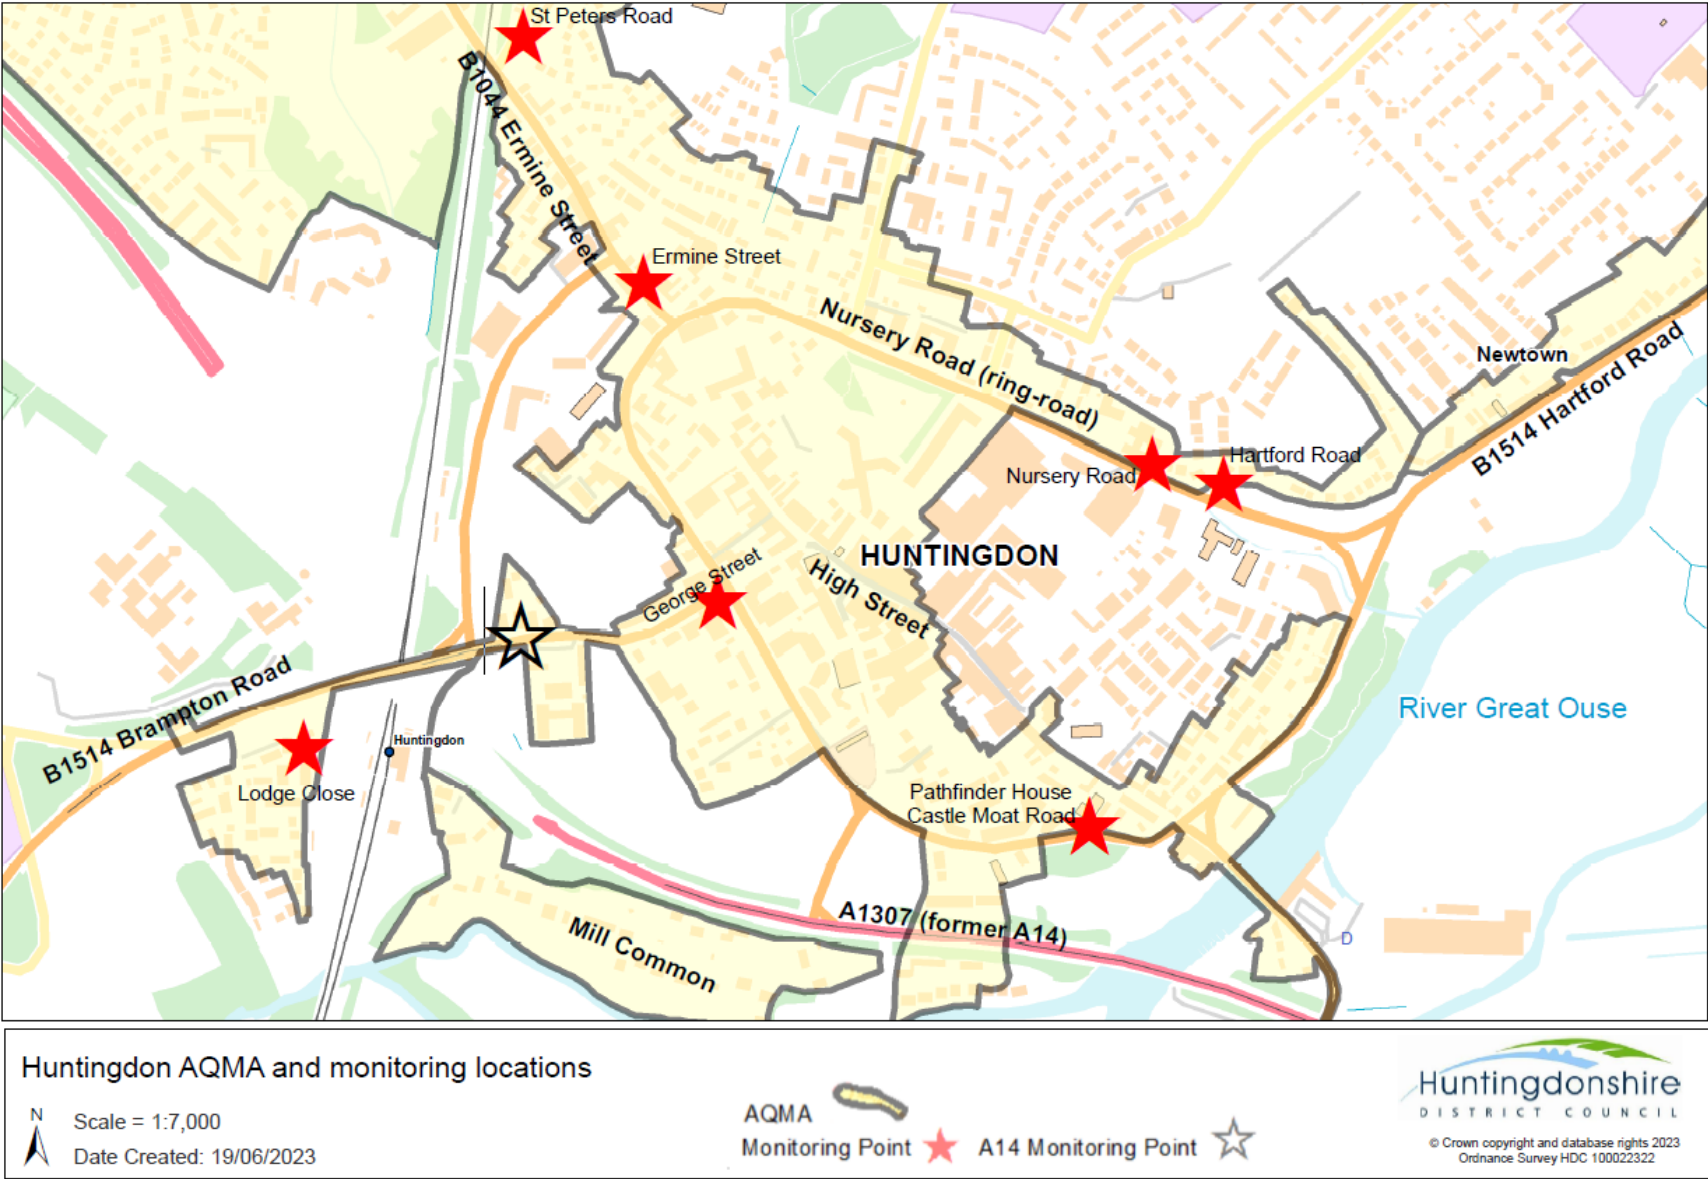 St Peters Road
B1044 Ermine Street
Ermine Street
Nursery Road (ring-road)
Newtown
B1514 Hartford Road
Hartford Road
Nursery Road
HUNTINGDON
George Street
High Street
B1514 Brampton Road
River Great Ouse
Huntingdon
Lodge Close
Pathfinder House
Castle Moat Road
A1307 (former A14)
Mill Common
D
Huntingdon AQMA and monitoring locations
N
Scale = 1:7,000
Date Created: 19/06/2023
AQMA
Monitoring Point
A14 Monitoring Point
Huntingdonshire
DISTRICT COUNCIL
© Crown copyright and database rights 2023
Ordnance Survey HDC 100022322